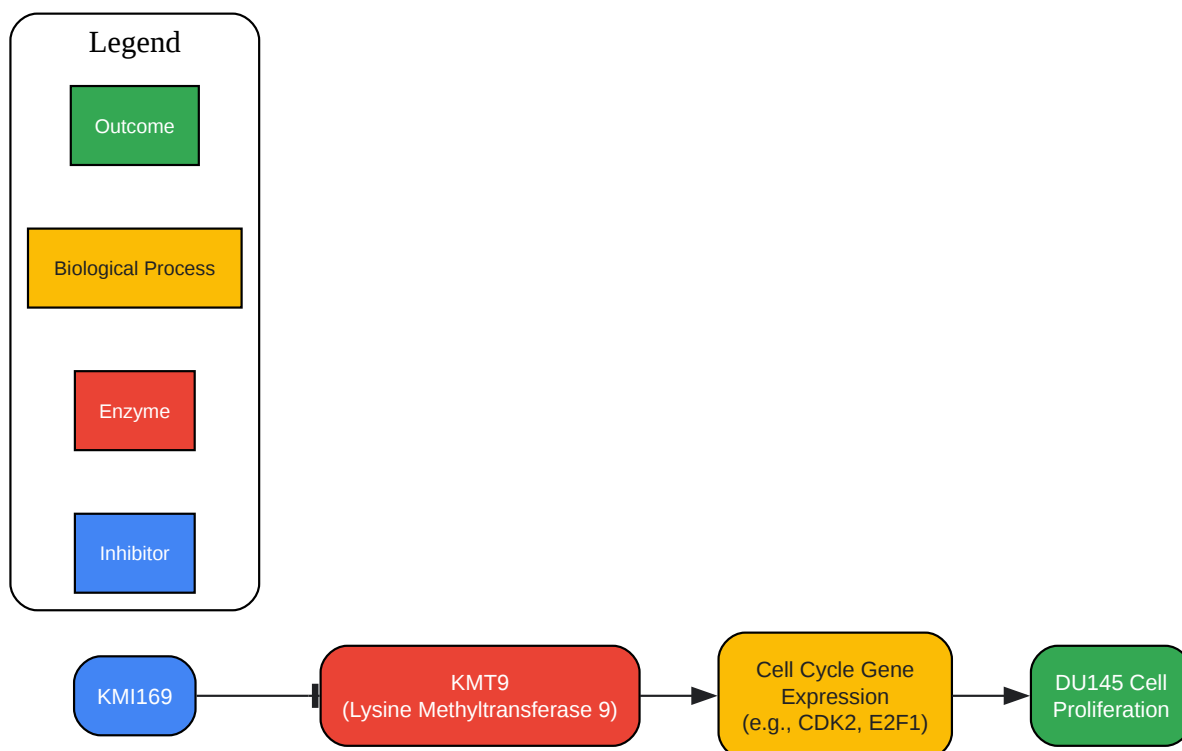 Legend
Outcome
Biological Process
Enzyme
Inhibitor
KMI169
KMT9
(Lysine Methyltransferase 9)
Cell Cycle Gene
Expression
(e.g., CDK2, E2F1)
DU145 Cell
Proliferation